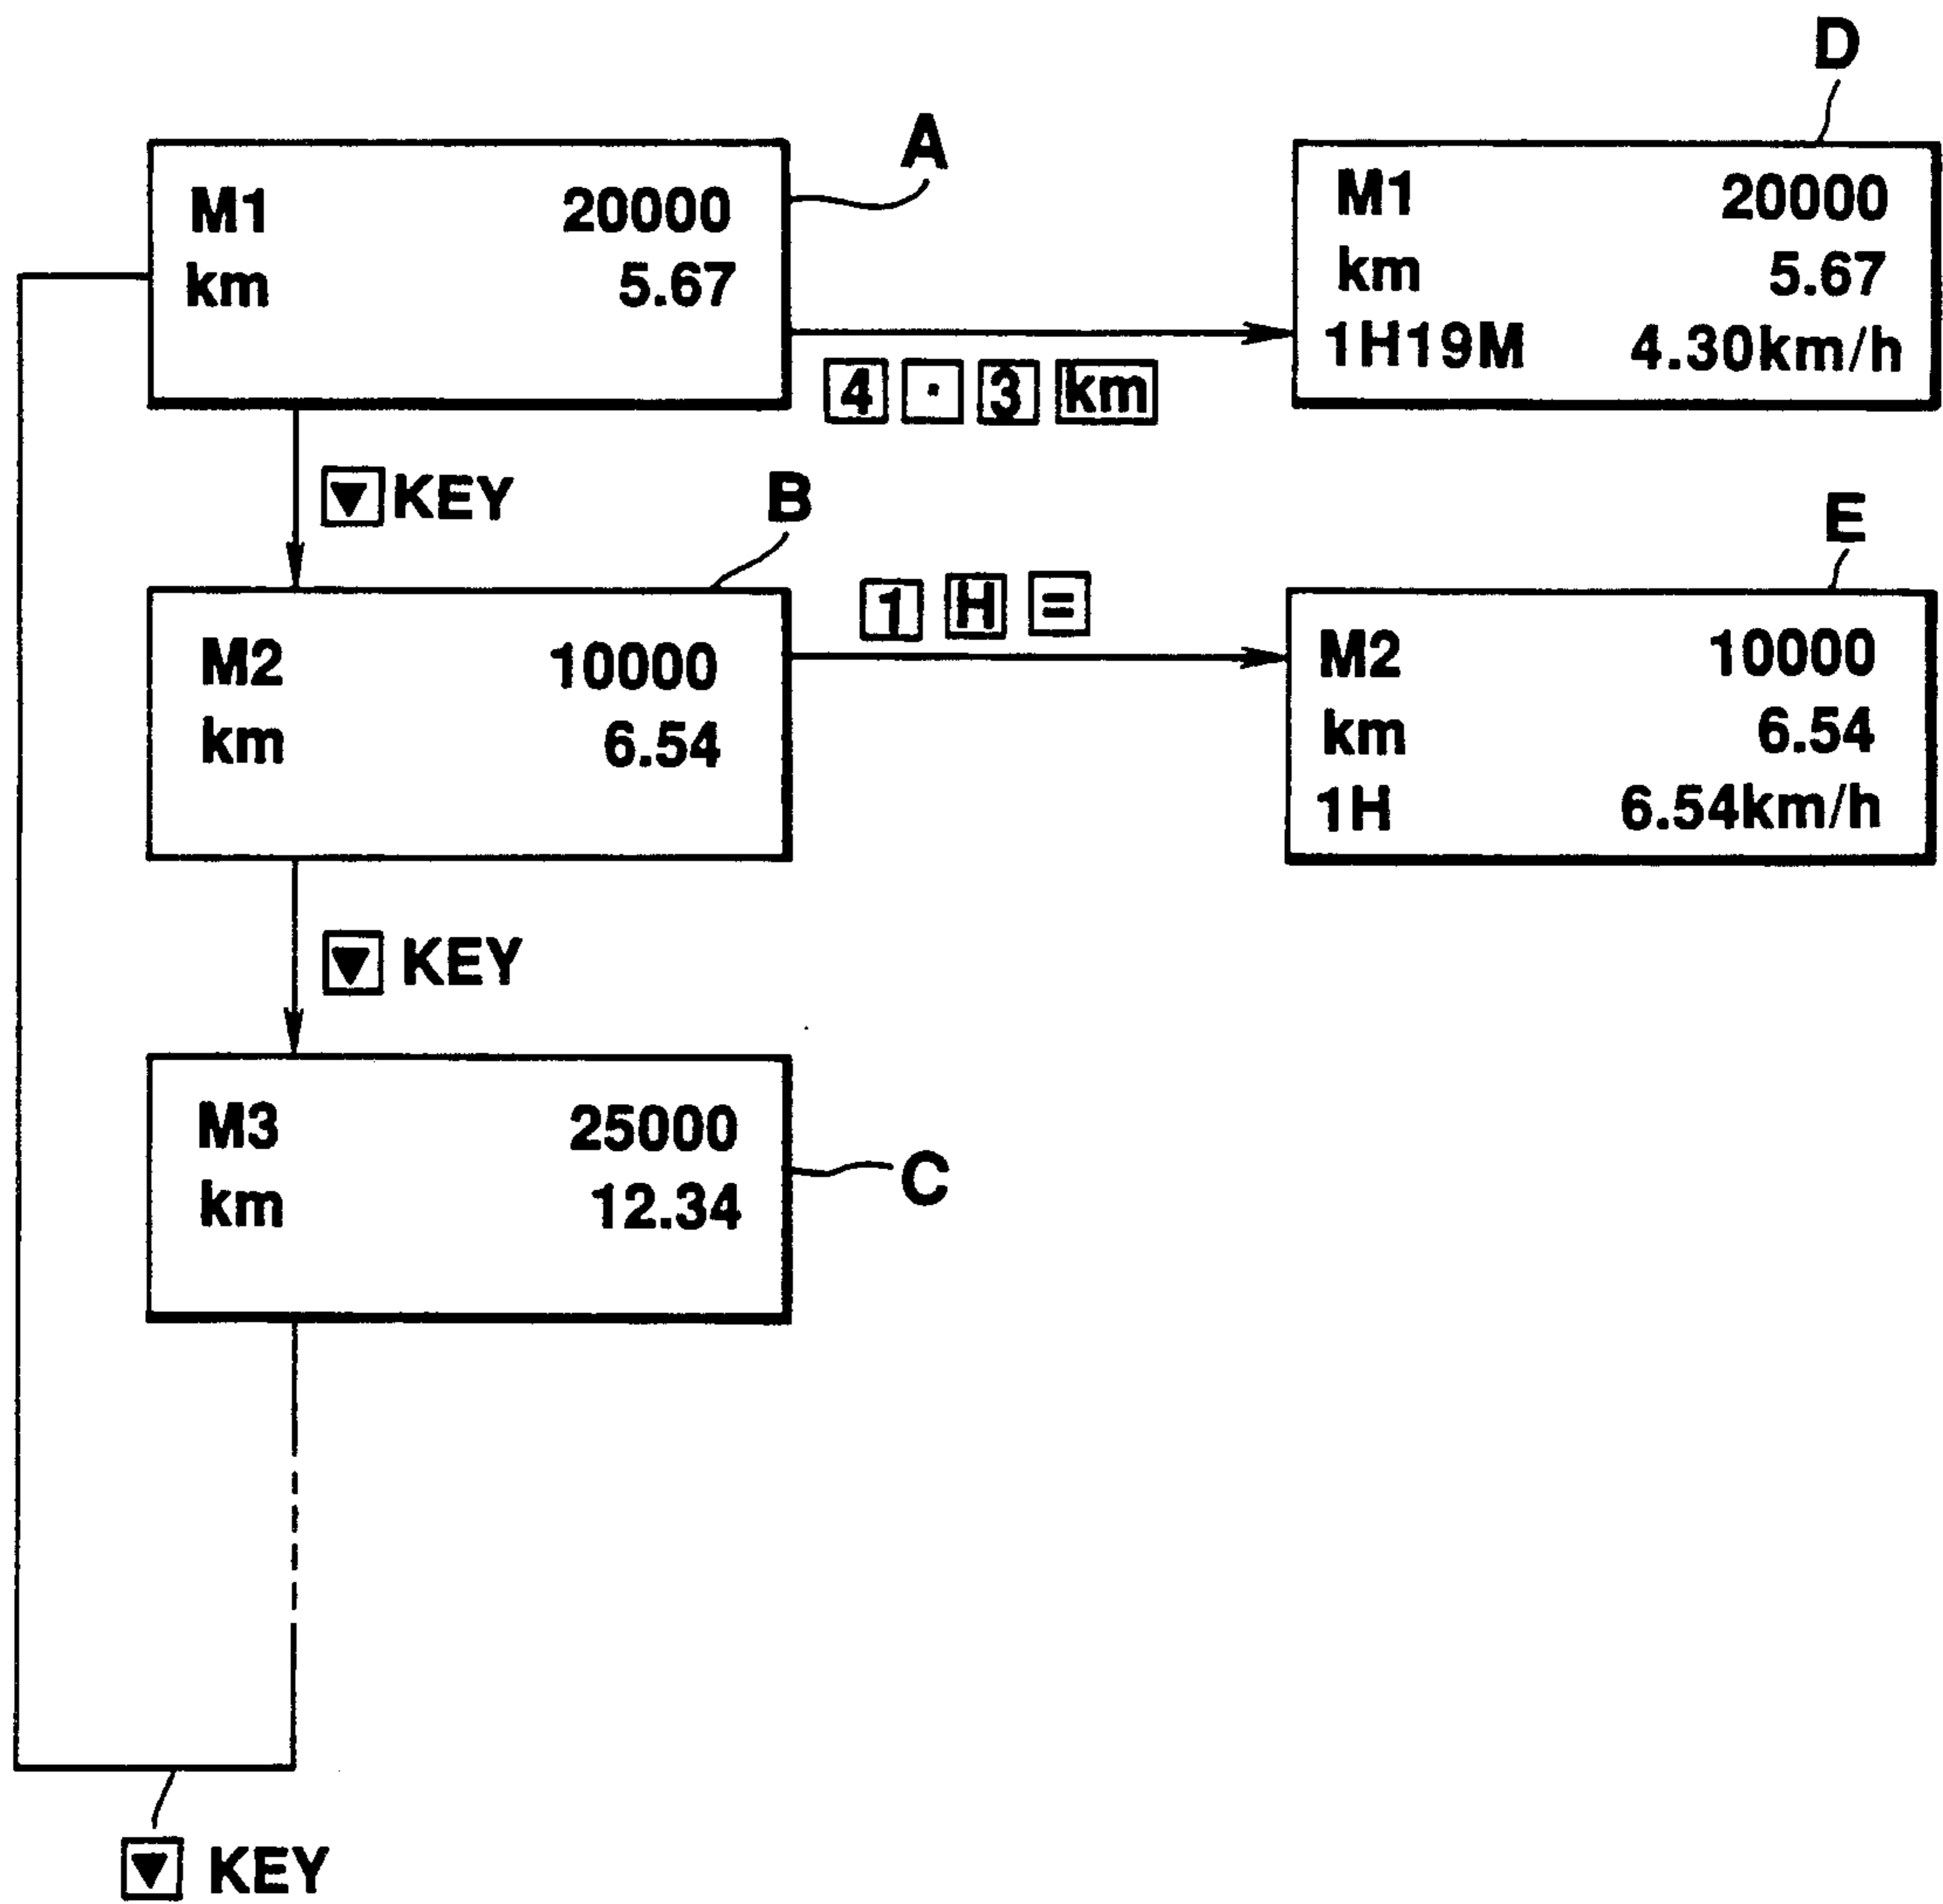 D
A
M1 20000
km 5.67
M1 20000
km 5.67
1H19M 4.30km/h
4 · 3 km
▼ KEY
B
E
1 H =
M2 10000
km 6.54
M2 10000
km 6.54
1H 6.54km/h
▼ KEY
M3 25000
km 12.34
C
▼ KEY